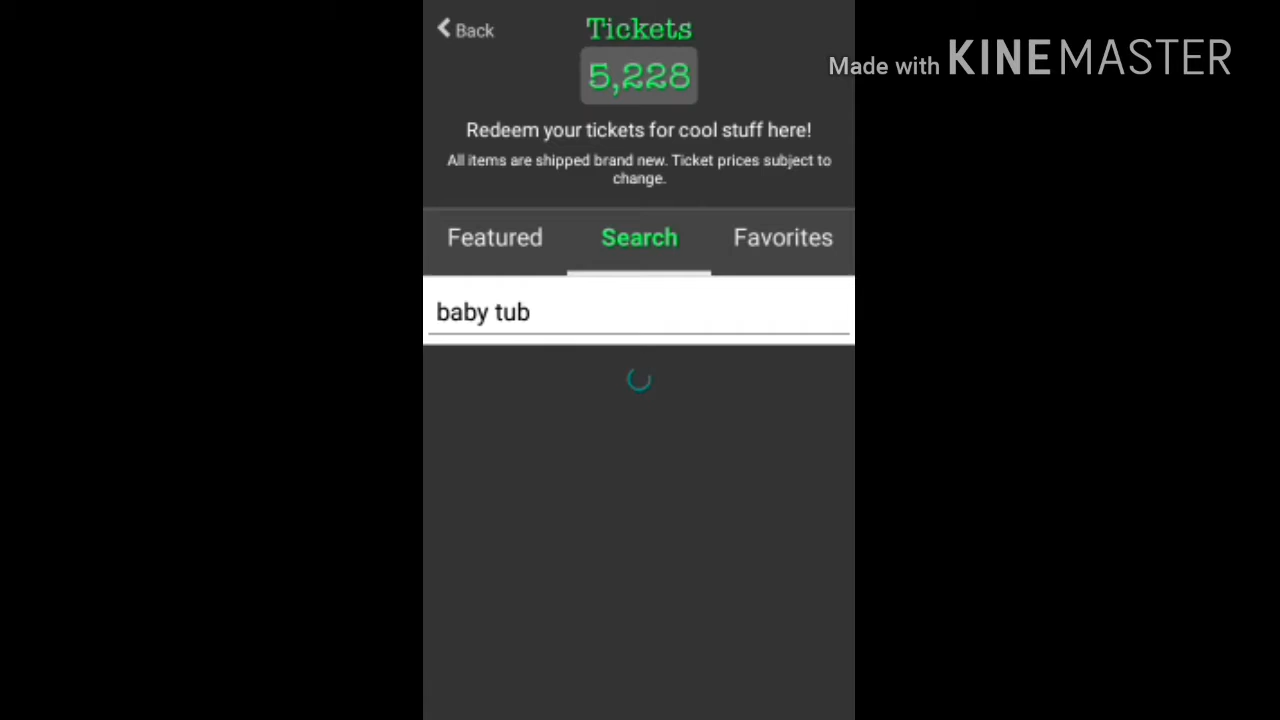 Back
Tickets
Made with KINEMASTER
5,228
Redeem your tickets for cool stuff here!
All items are shipped brand new. Ticket prices subject to
change.
Featured Search Favorites
baby tub